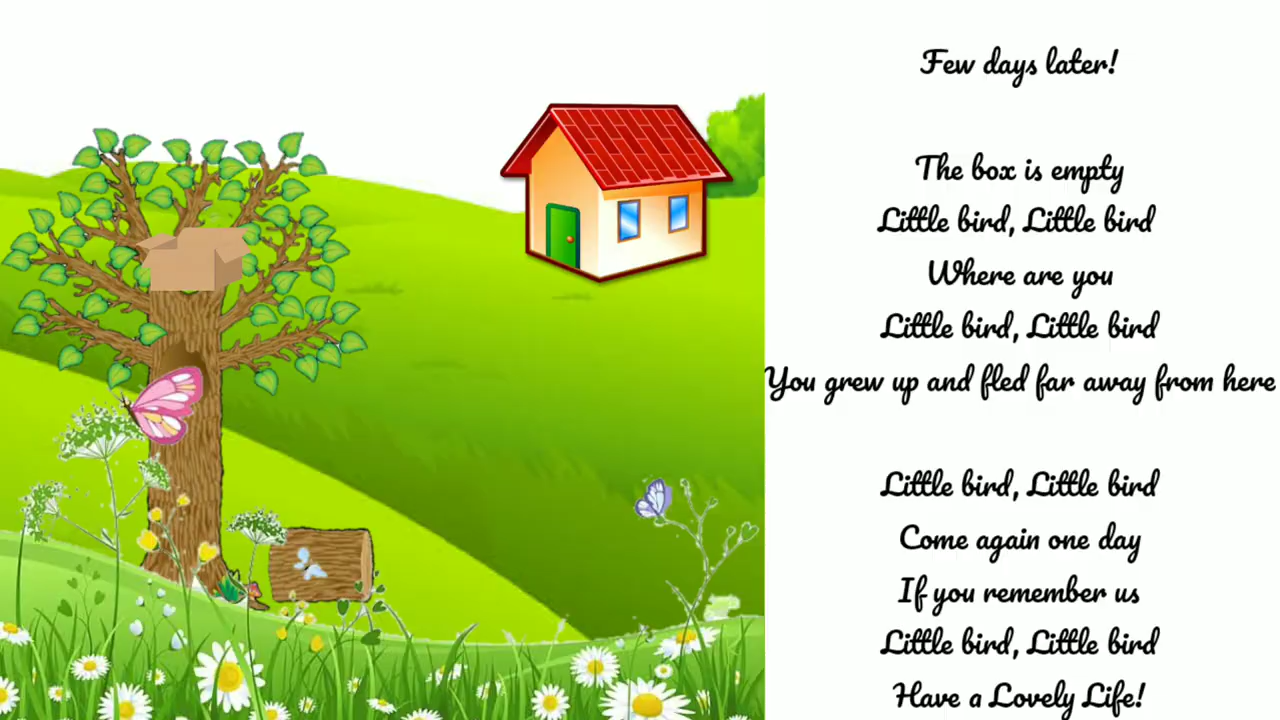 Few days later!
The box is empty
Little bird, Little bird
Where are you
Little bird, Little bird
You grew up and fled far away from here
Little bird, Little bird
Come again one day
If you remember us
Little bird, Little bird
Have a Lovely Life!